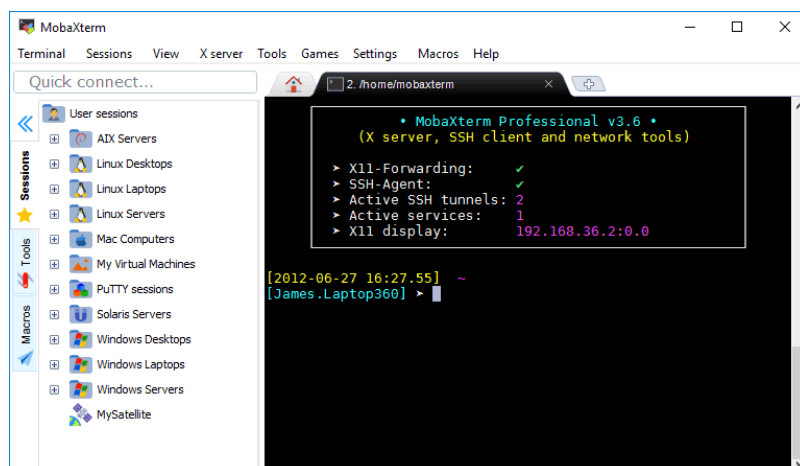 MobaXterm
Terminal Sessions View X server Tools Games Settings Macros Help
Quick connect...
2. /home/mobaxterm
Sessions
Tools
Macros
User sessions
AIX Servers
Linux Desktops
Linux Laptops
Linux Servers
Mac Computers
My Virtual Machines
PuTTY sessions
Solaris Servers
Windows Desktops
Windows Laptops
Windows Servers
MySatellite
• MobaXterm Professional v3.6 •
(X server, SSH client and network tools)
➤ X11-Forwarding: ✔
➤ SSH-Agent: ✔
➤ Active SSH tunnels: 2
➤ Active services: 1
➤ X11 display: 192.168.36.2:0.0
[2012-06-27 16:27.55] ~
[James.Laptop360] ➤